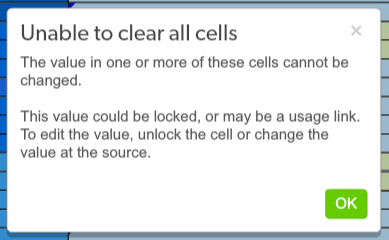 Unable to clear all cells
The value in one or more of these cells cannot be
changed.
This value could be locked, or may be a usage link.
To edit the value, unlock the cell or change the
value at the source.
OK